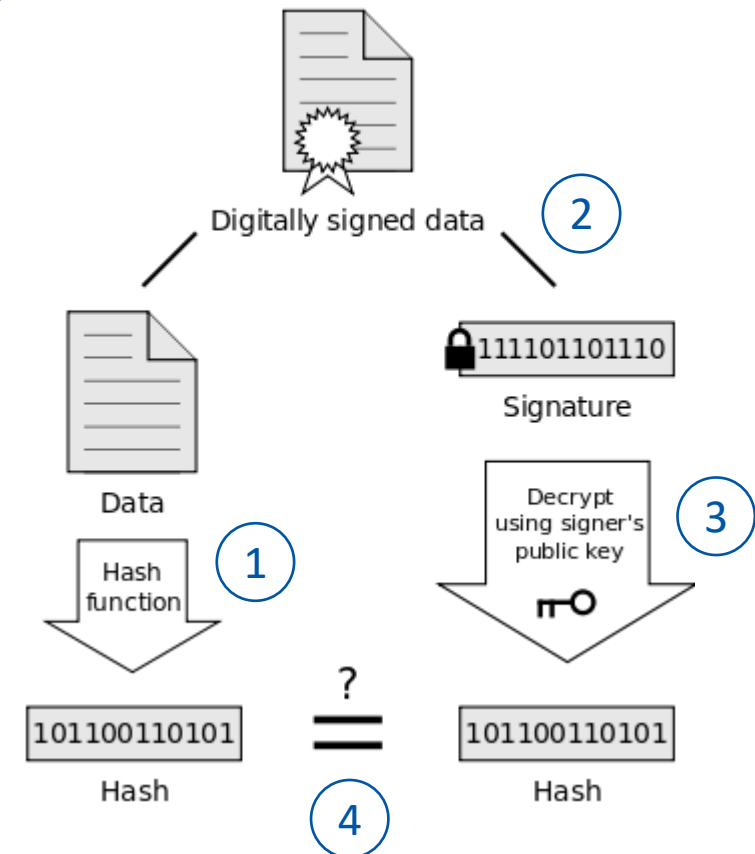 Digitally signed data
2
111101101110
Signature
Data
Decrypt
using signer's
public key
3
Hash
function
1
?
101100110101
Hash
101100110101
Hash
4